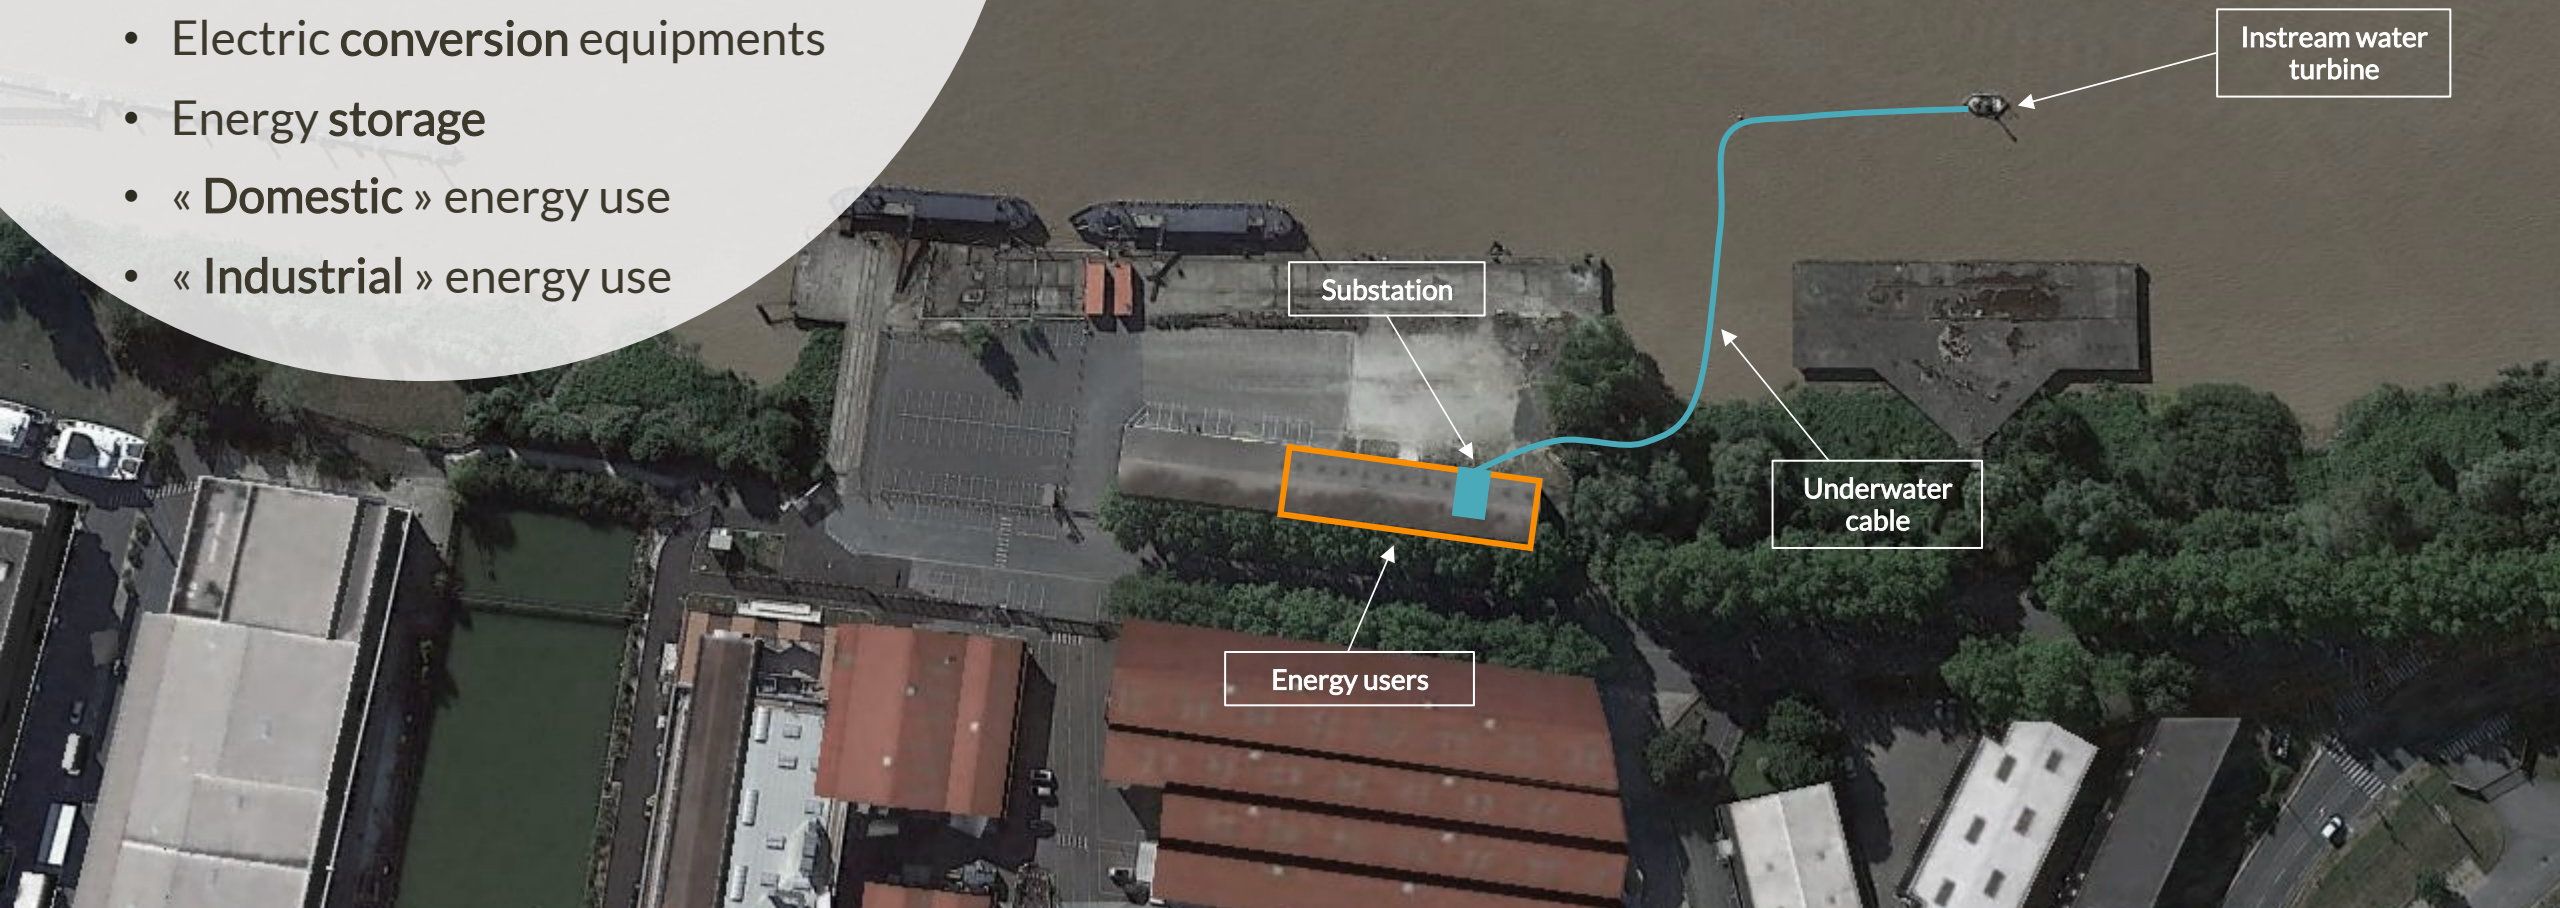 • Electric conversion equipments
• Energy storage
• « Domestic » energy use
• « Industrial » energy use
Instream water
turbine
Substation
Underwater
cable
Energy users